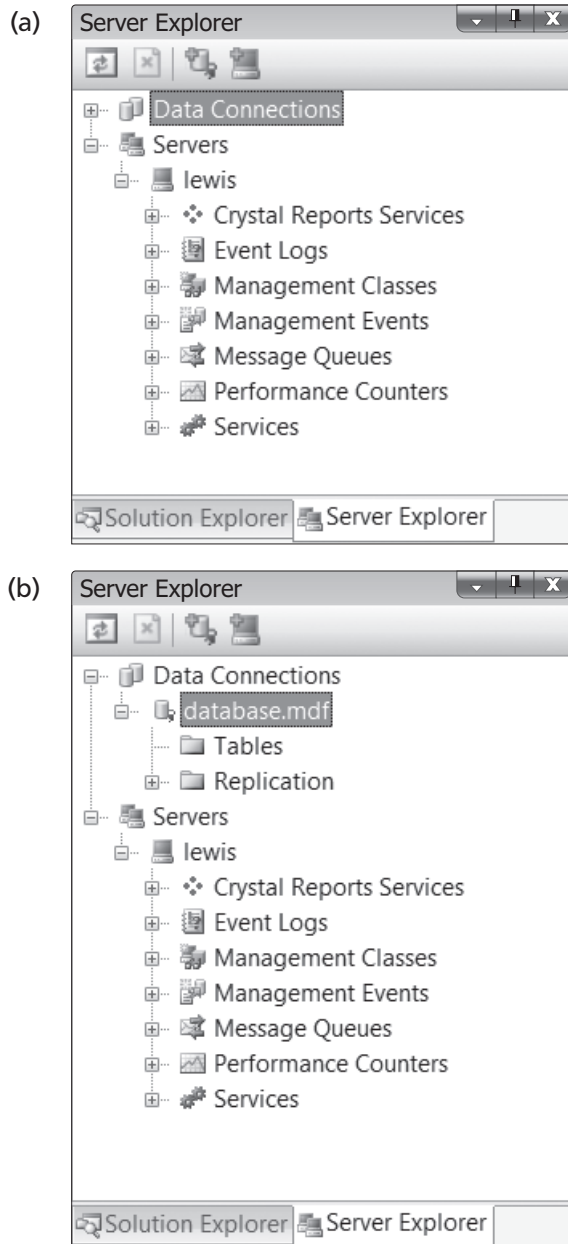 (a)
Server Explorer
Data Connections
Servers
lewis
Crystal Reports Services
Event Logs
Management Classes
Management Events
Message Queues
Performance Counters
Services
Solution Explorer Server Explorer
(b)
Server Explorer
Data Connections
database.mdf
Tables
Replication
Servers
lewis
Crystal Reports Services
Event Logs
Management Classes
Management Events
Message Queues
Performance Counters
Services
Solution Explorer Server Explorer